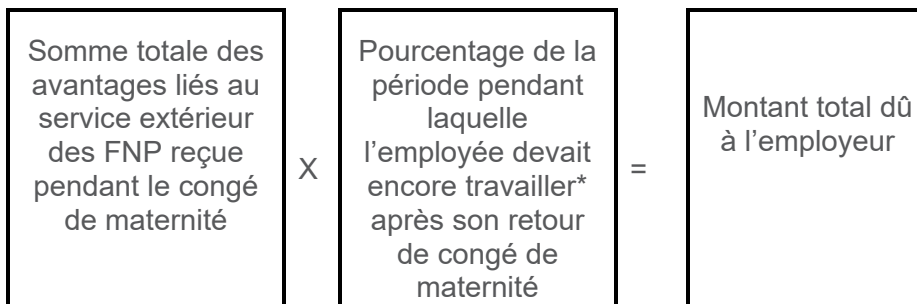 Somme totale des
avantages liés au
service extérieur
des FNP reçue
pendant le congé
de maternité
X
Pourcentage de la
période pendant
laquelle
l’employée devait
encore travailler*
après son retour
de congé de
maternité
=
Montant total dû
à l’employeur